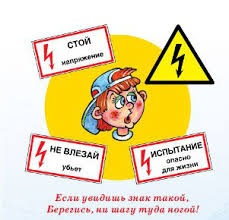 СТОЙ
напряжение
НЕ ВЛЕЗАЙ
убьет
ИСПЫТАНИЕ
опасно
для жизни
Если увидишь знак такой,
Берегись, ни шагу туда ногой!